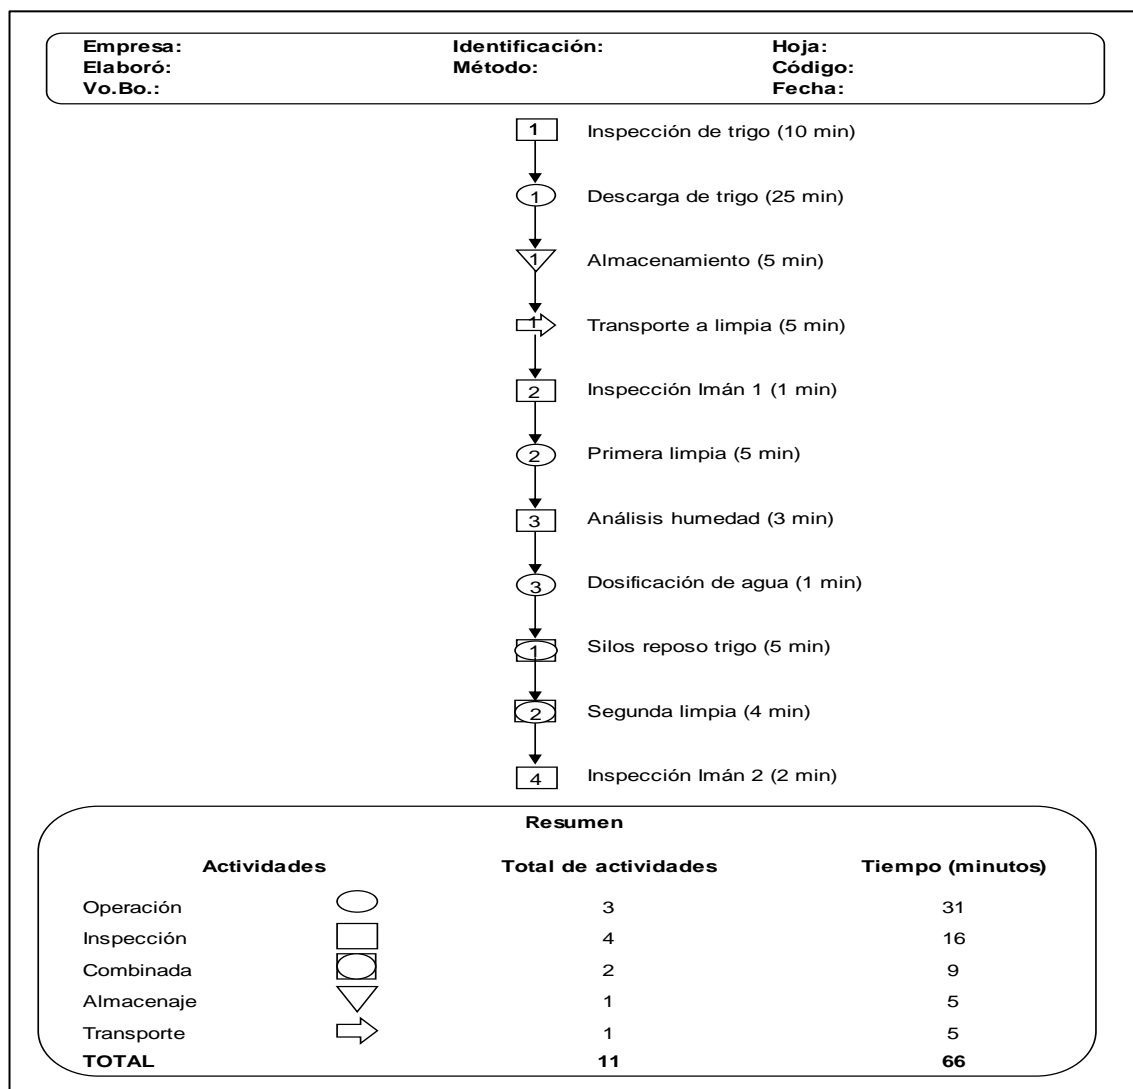 Empresa: Identificación: Hoja:
Elaboró: Método: Código:
Vo.Bo.: Fecha:
1 Inspección de trigo (10 min)
1 Descarga de trigo (25 min)
1 Almacenamiento (5 min)
1 Transporte a limpia (5 min)
2 Inspección Imán 1 (1 min)
2 Primera limpia (5 min)
3 Análisis humedad (3 min)
3 Dosificación de agua (1 min)
1 Silos reposo trigo (5 min)
2 Segunda limpia (4 min)
4 Inspección Imán 2 (2 min)
Resumen
Actividades Total de actividades Tiempo (minutos)
Operación 3 31
Inspección 4 16
Combinada 2 9
Almacenaje 1 5
Transporte 1 5
TOTAL 11 66